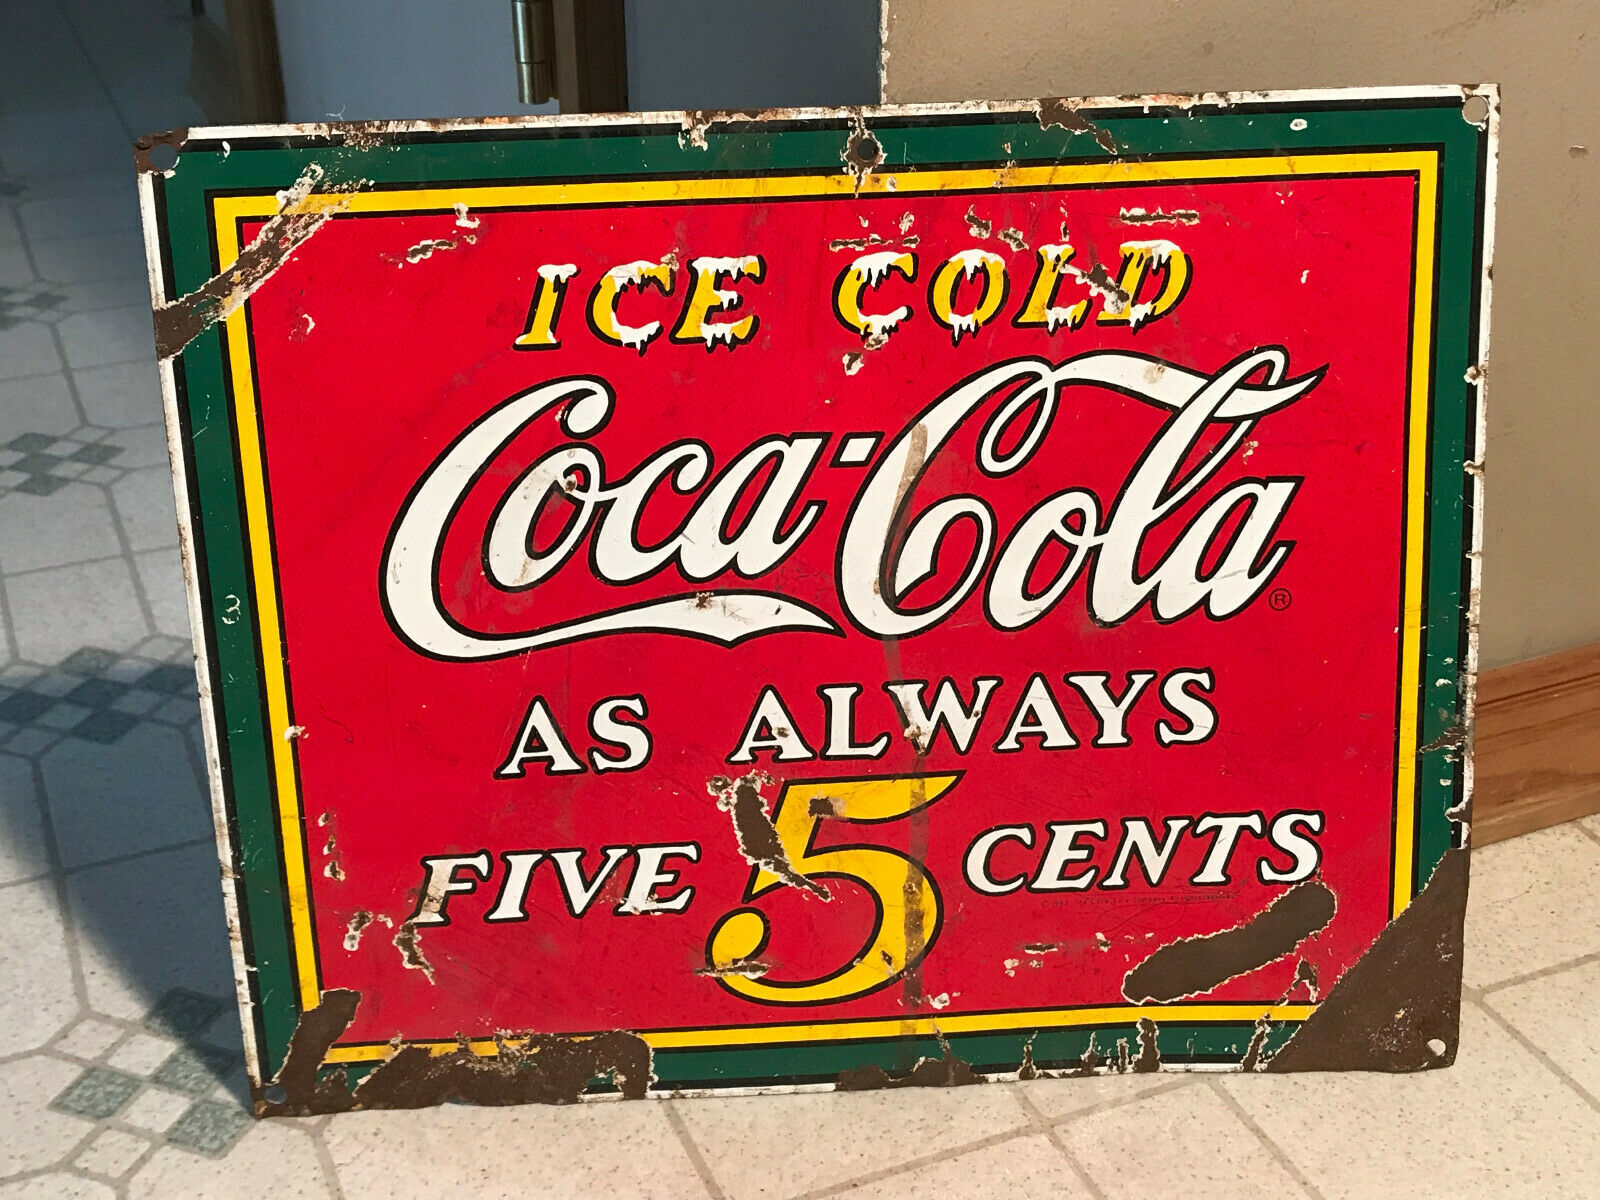 ICE COLD
Coca-Cola ®
AS ALWAYS
FIVE 5 CENTS